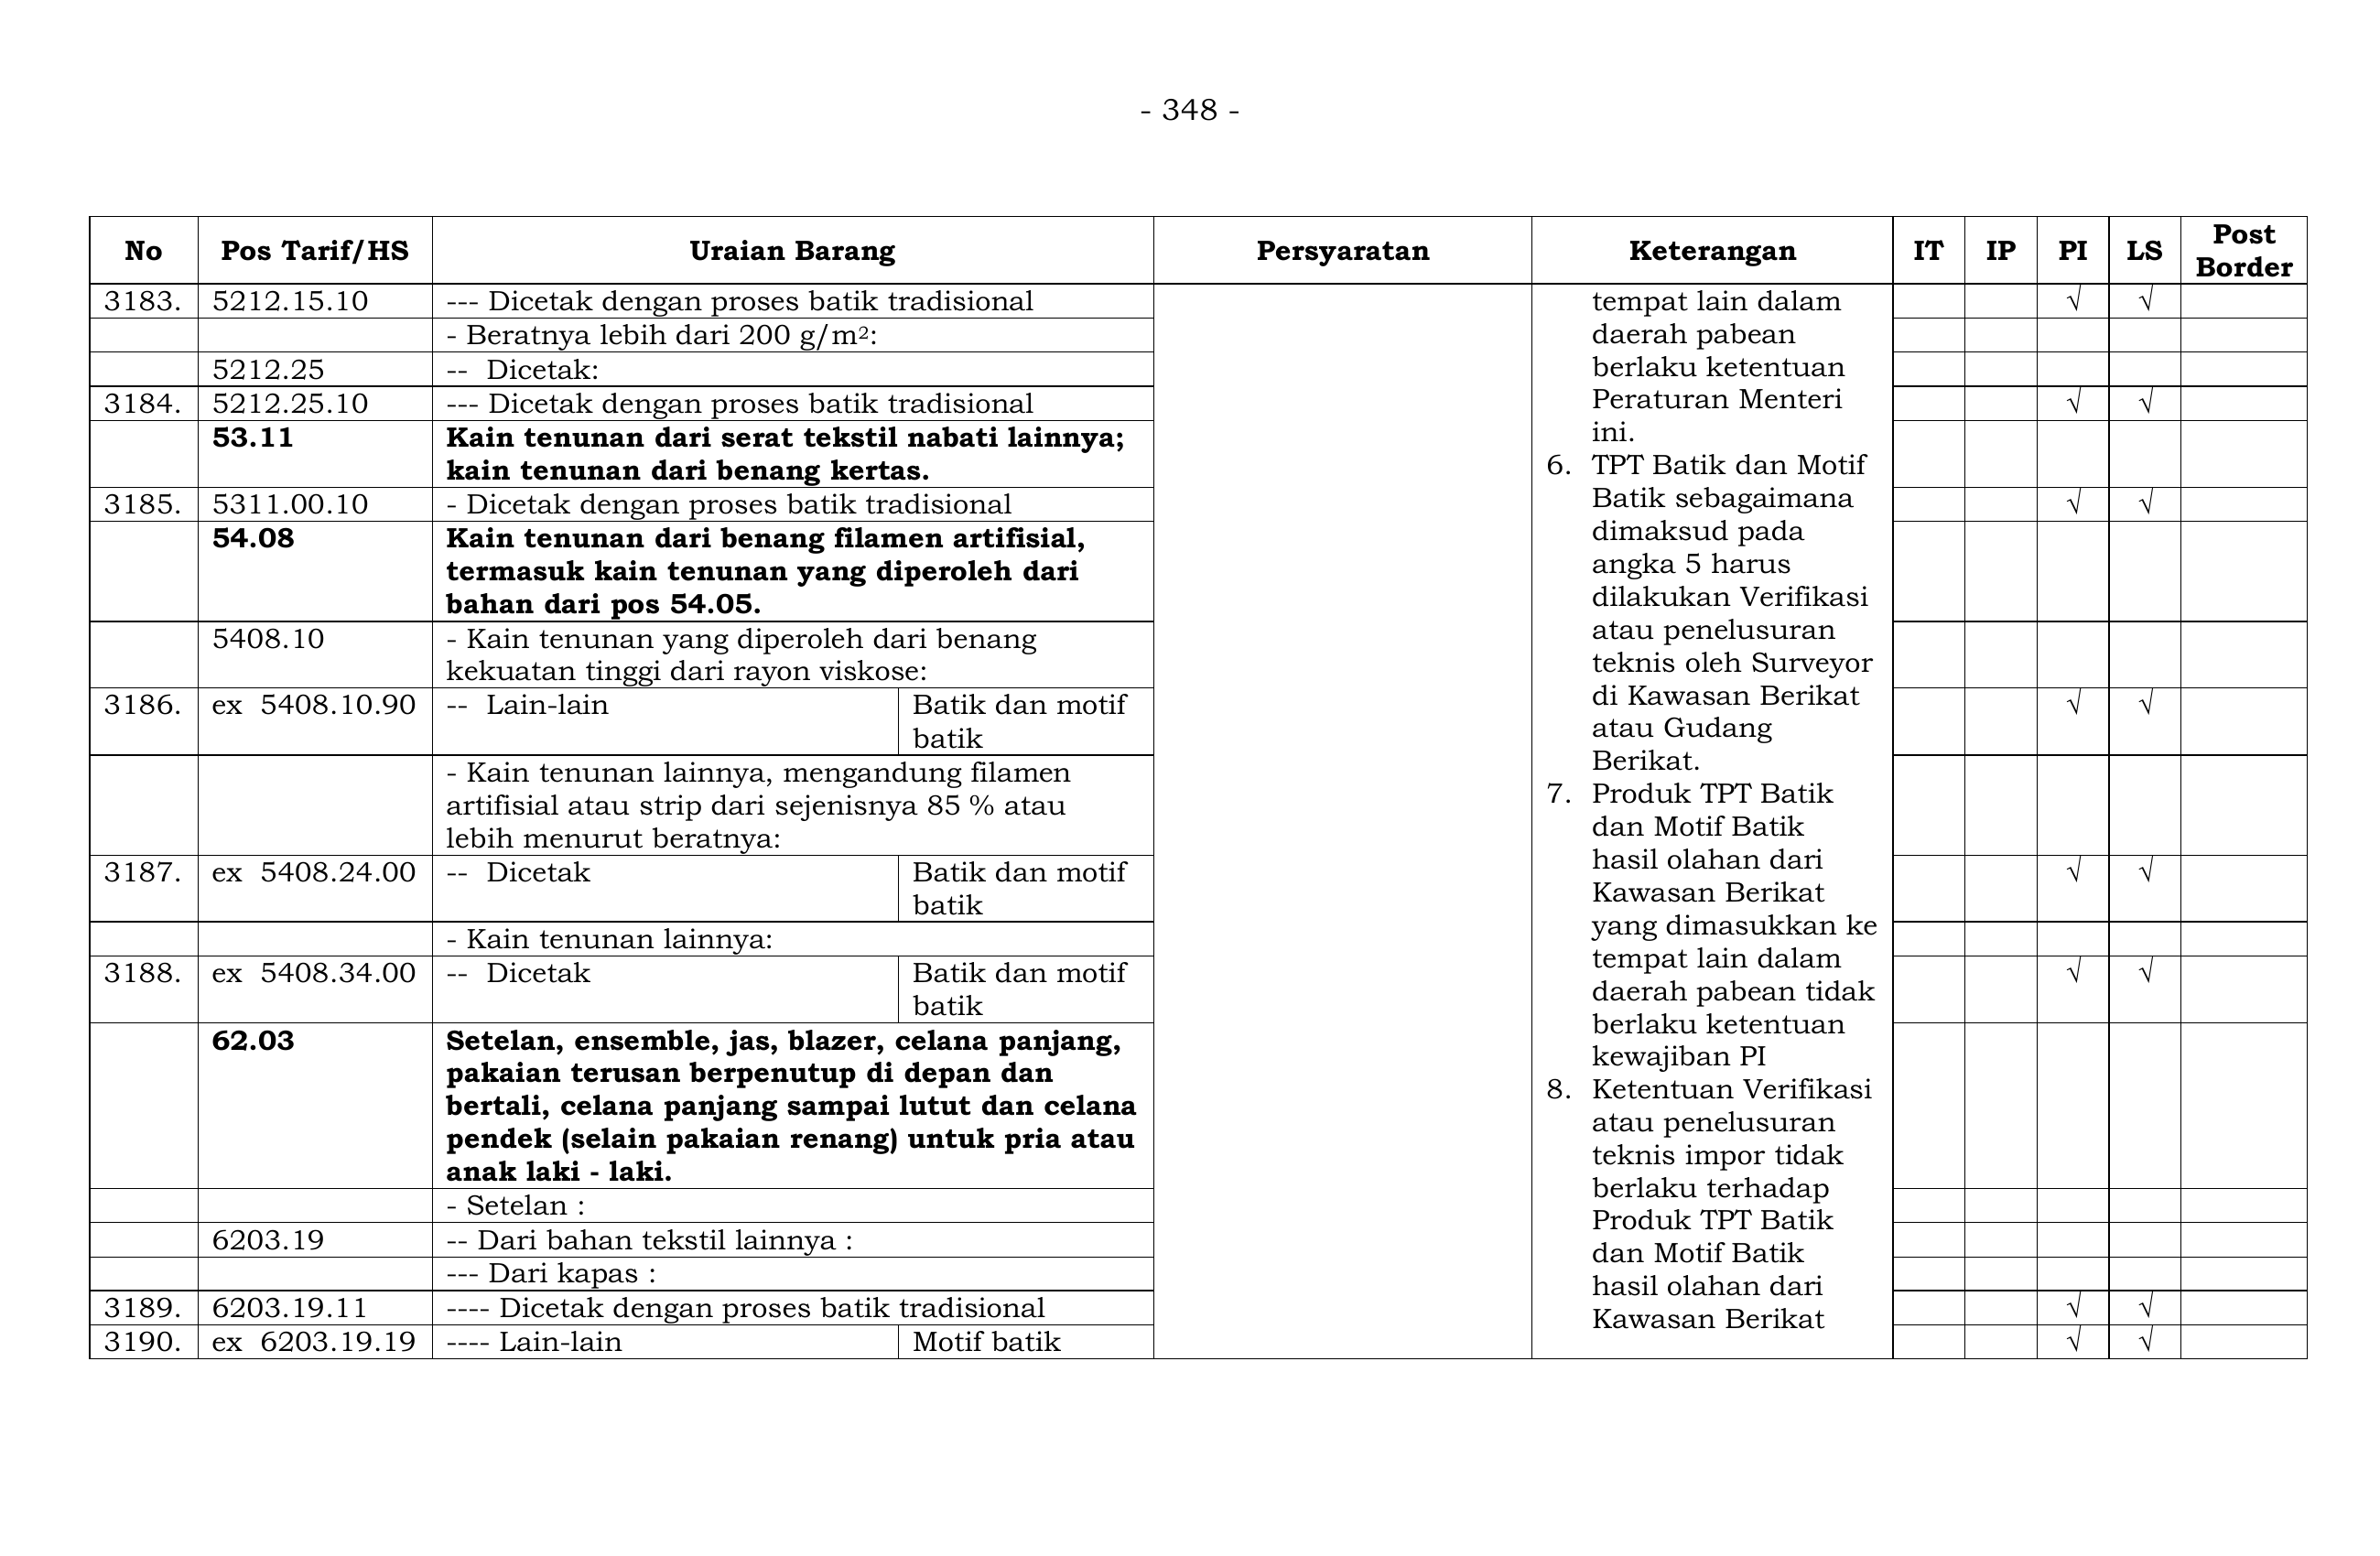 - 348 -
No Pos Tarif/HS Uraian Barang Persyaratan Keterangan IT IP PI LS Post Border
3183. 5212.15.10 --- Dicetak dengan proses batik tradisional √ √
- Beratnya lebih dari 200 g/m²:
5212.25 -- Dicetak:
3184. 5212.25.10 --- Dicetak dengan proses batik tradisional √ √
53.11 Kain tenunan dari serat tekstil nabati lainnya;
kain tenunan dari benang kertas.
3185. 5311.00.10 - Dicetak dengan proses batik tradisional √ √
54.08 Kain tenunan dari benang filamen artifisial,
termasuk kain tenunan yang diperoleh dari
bahan dari pos 54.05.
5408.10 - Kain tenunan yang diperoleh dari benang
kekuatan tinggi dari rayon viskose:
3186. ex 5408.10.90 -- Lain-lain Batik dan motif √ √
batik
- Kain tenunan lainnya, mengandung filamen
artifisial atau strip dari sejenisnya 85 % atau
lebih menurut beratnya:
3187. ex 5408.24.00 -- Dicetak Batik dan motif √ √
batik
- Kain tenunan lainnya:
3188. ex 5408.34.00 -- Dicetak Batik dan motif √ √
batik
62.03 Setelan, ensemble, jas, blazer, celana panjang,
pakaian terusan berpenutup di depan dan
bertali, celana panjang sampai lutut dan celana
pendek (selain pakaian renang) untuk pria atau
anak laki - laki.
- Setelan :
6203.19 -- Dari bahan tekstil lainnya :
--- Dari kapas :
3189. 6203.19.11 ---- Dicetak dengan proses batik tradisional √ √
3190. ex 6203.19.19 ---- Lain-lain Motif batik √ √
tempat lain dalam
daerah pabean
berlaku ketentuan
Peraturan Menteri
ini.
6. TPT Batik dan Motif
Batik sebagaimana
dimaksud pada
angka 5 harus
dilakukan Verifikasi
atau penelusuran
teknis oleh Surveyor
di Kawasan Berikat
atau Gudang
Berikat.
7. Produk TPT Batik
dan Motif Batik
hasil olahan dari
Kawasan Berikat
yang dimasukkan ke
tempat lain dalam
daerah pabean tidak
berlaku ketentuan
kewajiban PI
8. Ketentuan Verifikasi
atau penelusuran
teknis impor tidak
berlaku terhadap
Produk TPT Batik
dan Motif Batik
hasil olahan dari
Kawasan Berikat